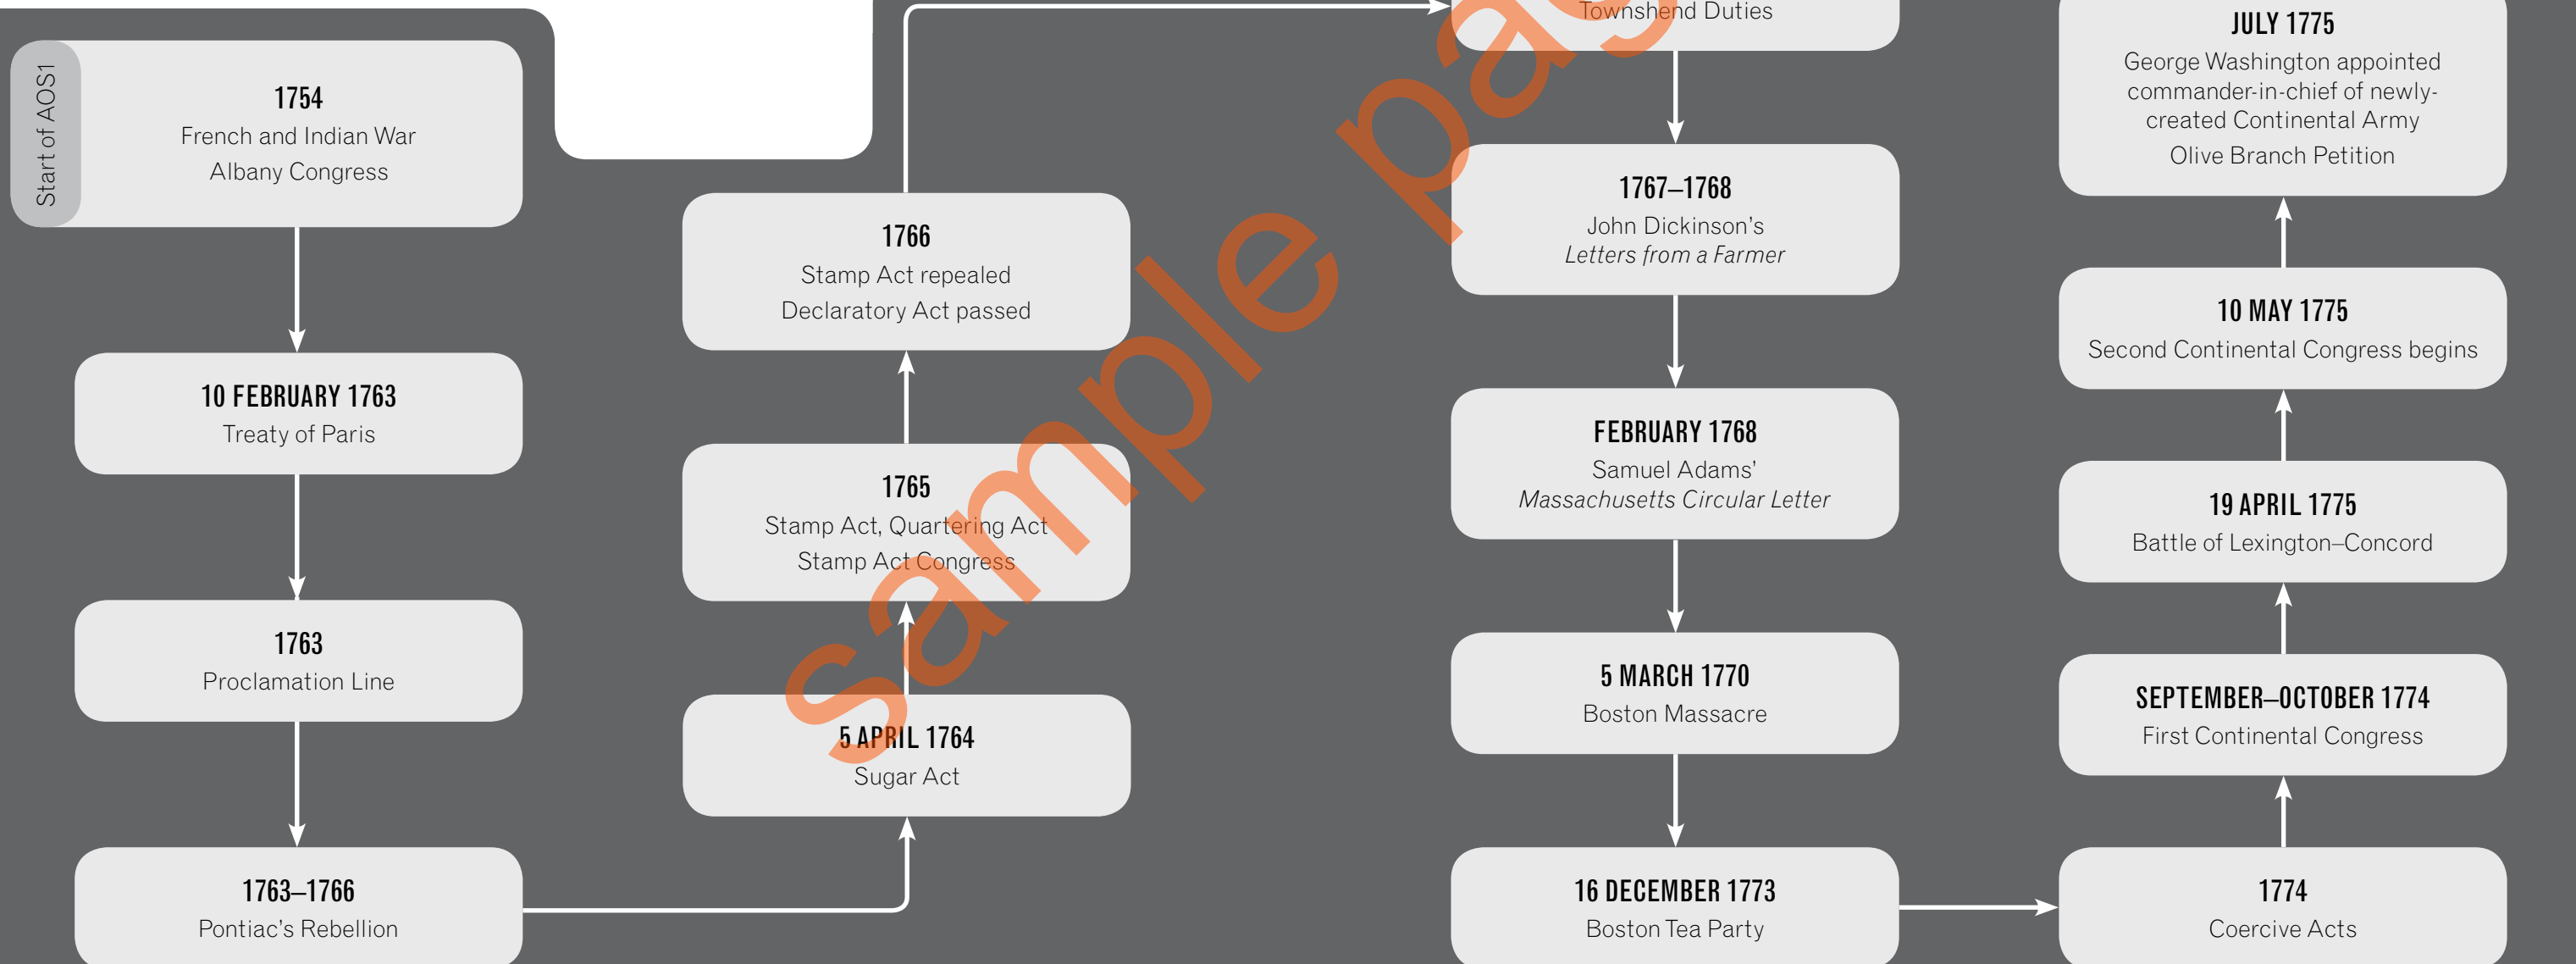 Start of AOS1
1754
French and Indian War
Albany Congress
10 FEBRUARY 1763
Treaty of Paris
1763
Proclamation Line
1763–1766
Pontiac’s Rebellion
5 APRIL 1764
Sugar Act
1765
Stamp Act, Quartering Act
Stamp Act Congress
1766
Stamp Act repealed
Declaratory Act passed
Townshend Duties
1767–1768
John Dickinson’s
Letters from a Farmer
FEBRUARY 1768
Samuel Adams’
Massachusetts Circular Letter
5 MARCH 1770
Boston Massacre
16 DECEMBER 1773
Boston Tea Party
1774
Coercive Acts
SEPTEMBER–OCTOBER 1774
First Continental Congress
19 APRIL 1775
Battle of Lexington–Concord
10 MAY 1775
Second Continental Congress begins
JULY 1775
George Washington appointed
commander-in-chief of newly-
created Continental Army
Olive Branch Petition
sample pag